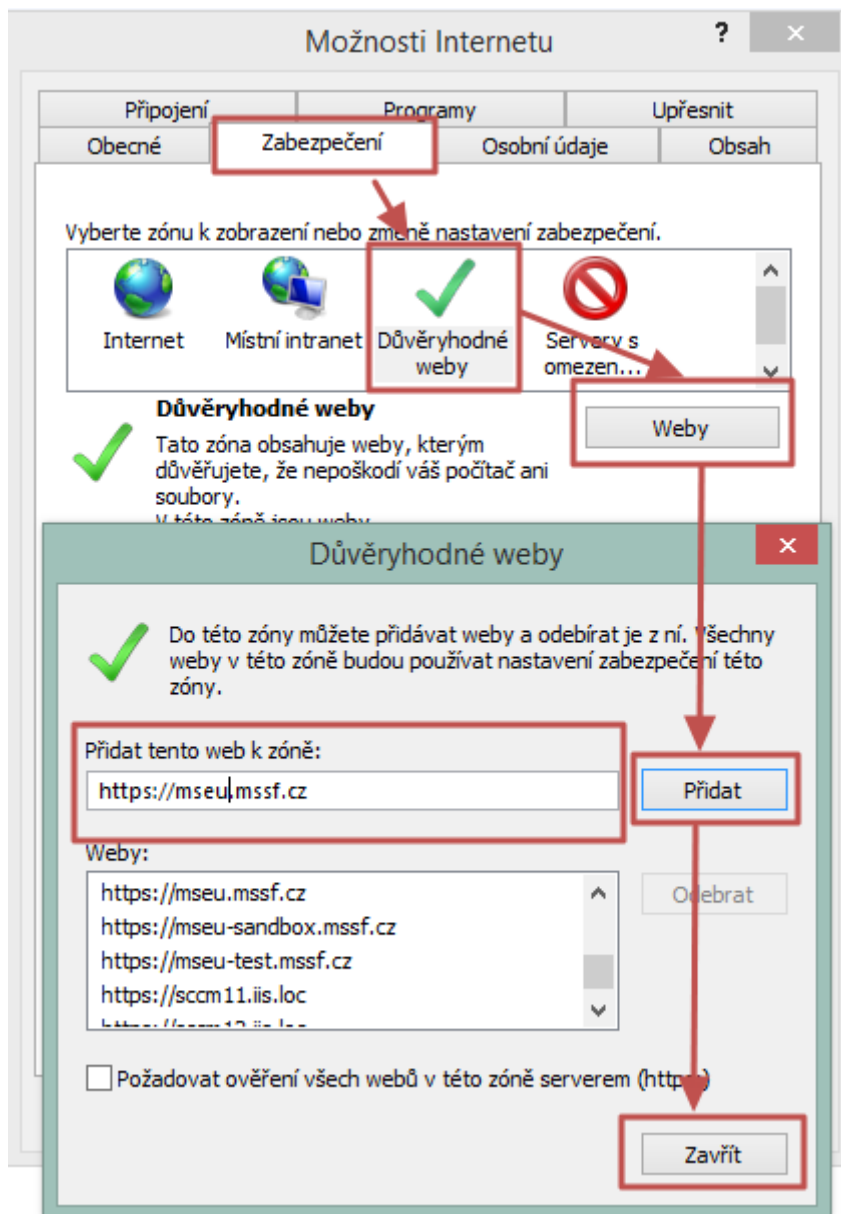 Možnosti Internetu
?
Připojení
Programy
Upřesnit
Obecné
Zabezpečení
Osobní údaje
Obsah
Vyberte zónu k zobrazení nebo změně nastavení zabezpečení.
Internet
Místní intranet
Důvěryhodné
weby
Servery s
omezen...
Důvěryhodné weby
Weby
Tato zóna obsahuje weby, kterým
důvěřujete, že nepoškodí váš počítač ani
soubory.
V této zóně jsou weby
Důvěryhodné weby
Do této zóny můžete přidávat weby a odebírat je z ní. Všechny
weby v této zóně budou používat nastavení zabezpečení této
zóny.
Přidat tento web k zóně:
https://mseu.mssf.cz
Přidat
Weby:
https://mseu.mssf.cz
Odebrat
https://mseu-sandbox.mssf.cz
https://mseu-test.mssf.cz
https://sccm11.iis.loc
Požadovat ověření všech webů v této zóně serverem (https)
Zavřít